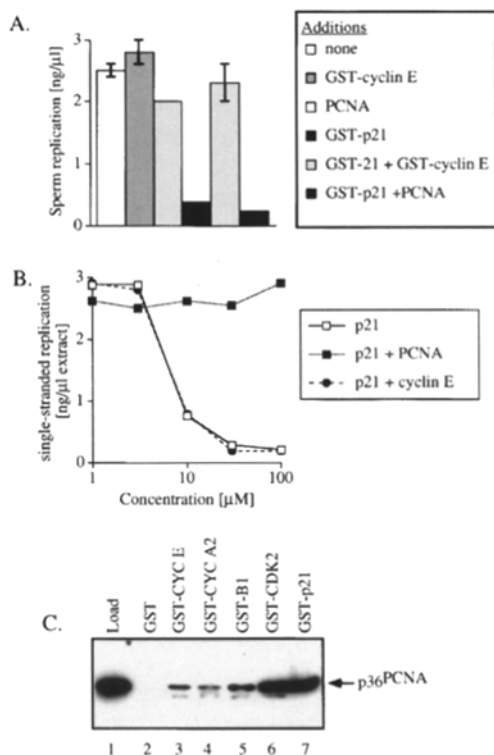 A.
Sperm replication [ng/µl]
3
2
1
0
Additions
none
GST-cyclin E
PCNA
GST-p21
GST-21 + GST-cyclin E
GST-p21 +PCNA
B.
single-stranded replication
[ng/µl extract]
3
2
1
0
1
10
100
Concentration [µM]
p21
p21 + PCNA
p21 + cyclin E
C.
Load
GST
GST-CYC E
GST-CYC A2
GST-B1
GST-CDK2
GST-p21
p36PCNA
1 2 3 4 5 6 7